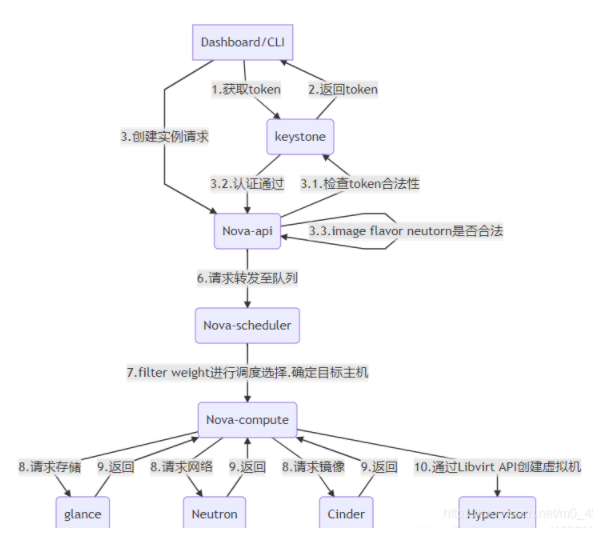 Dashboard/CLI
1.获取token
2.返回token
3.创建实例请求
keystone
3.2.认证通过
3.1.检查token合法性
Nova-api
3.3.image flavor neutorn是否合法
6.请求转发至队列
Nova-scheduler
7.filter weight进行调度选择.确定目标主机
Nova-compute
8.请求存储
9.返回
8.请求网络
9.返回
8.请求镜像
9.返回
10.通过Libvirt API创建虚拟机
glance
Neutron
Cinder
Hypervisor